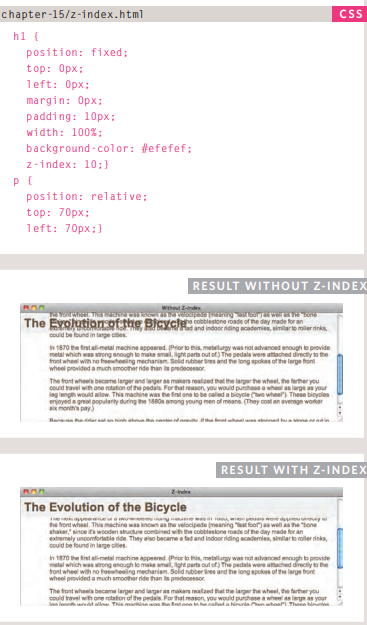 chapter-15/z-index.html CSS
h1 {
position: fixed;
top: 0px;
left: 0px;
margin: 0px;
padding: 10px;
width: 100%;
background-color: #efefef;
z-index: 10;}
p {
position: relative;
top: 70px;
left: 70px;}
RESULT WITHOUT Z-INDEX
Without Z-Index
the front wheel. This machine was known as the velocipede (meaning "fast foot") as well as the "bone
The Evolution of the Bicycle cobblestone roads of the day made for an
extremely uncomfortable ride. They also became a fad and indoor riding academies, similar to roller rinks,
could be found in large cities.
In 1870 the first all-metal machine appeared. (Prior to this, metallurgy was not advanced enough to provide
metal which was strong enough to make small, light parts out of.) The pedals were attached directly to the
front wheel with no freewheeling mechanism. Solid rubber tires and the long spokes of the large front
wheel provided a much smoother ride than its predecessor.
The front wheels became larger and larger as makers realized that the larger the wheel, the farther you
could travel with one rotation of the pedals. For that reason, you would purchase a wheel as large as your
leg length would allow. This machine was the first one to be called a bicycle ("two wheel"). These bicycles
enjoyed a great popularity during the 1880s among young men of means. (They cost an average worker
six month's pay.)
Because the rider sat so high above the center of gravity, if the front wheel was stopped by a stone or rut in
RESULT WITH Z-INDEX
Z-Index
The Evolution of the Bicycle
the front wheel. This machine was known as the velocipede (meaning "fast foot") as well as the "bone
shaker," since it's wooden structure combined with the cobblestone roads of the day made for an
extremely uncomfortable ride. They also became a fad and indoor riding academies, similar to roller rinks,
could be found in large cities.
In 1870 the first all-metal machine appeared. (Prior to this, metallurgy was not advanced enough to provide
metal which was strong enough to make small, light parts out of.) The pedals were attached directly to the
front wheel with no freewheeling mechanism. Solid rubber tires and the long spokes of the large front
wheel provided a much smoother ride than its predecessor.
The front wheels became larger and larger as makers realized that the larger the wheel, the farther you
could travel with one rotation of the pedals. For that reason, you would purchase a wheel as large as your
leg length would allow. This machine was the first one to be called a bicycle ("two wheel"). These bicycles